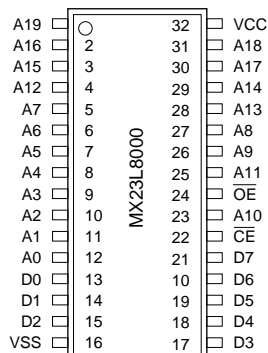 A19 32 VCC
A16 2 31 A18
A15 3 30 A17
A12 4 29 A14
A7 5 28 A13
A6 6 27 A8
A5 7 26 A9
A4 8 25 A11
A3 9 24 OE
A2 10 23 A10
A1 11 22 CE
A0 12 21 D7
D0 13 10 D6
D1 14 19 D5
D2 15 18 D4
VSS 16 17 D3
MX23L8000